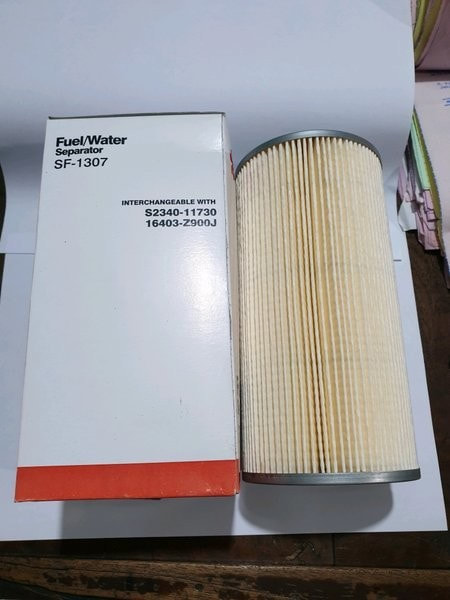 Fuel/Water
Separator
SF-1307
INTERCHANGEABLE WITH
S2340-11730
16403-Z900J